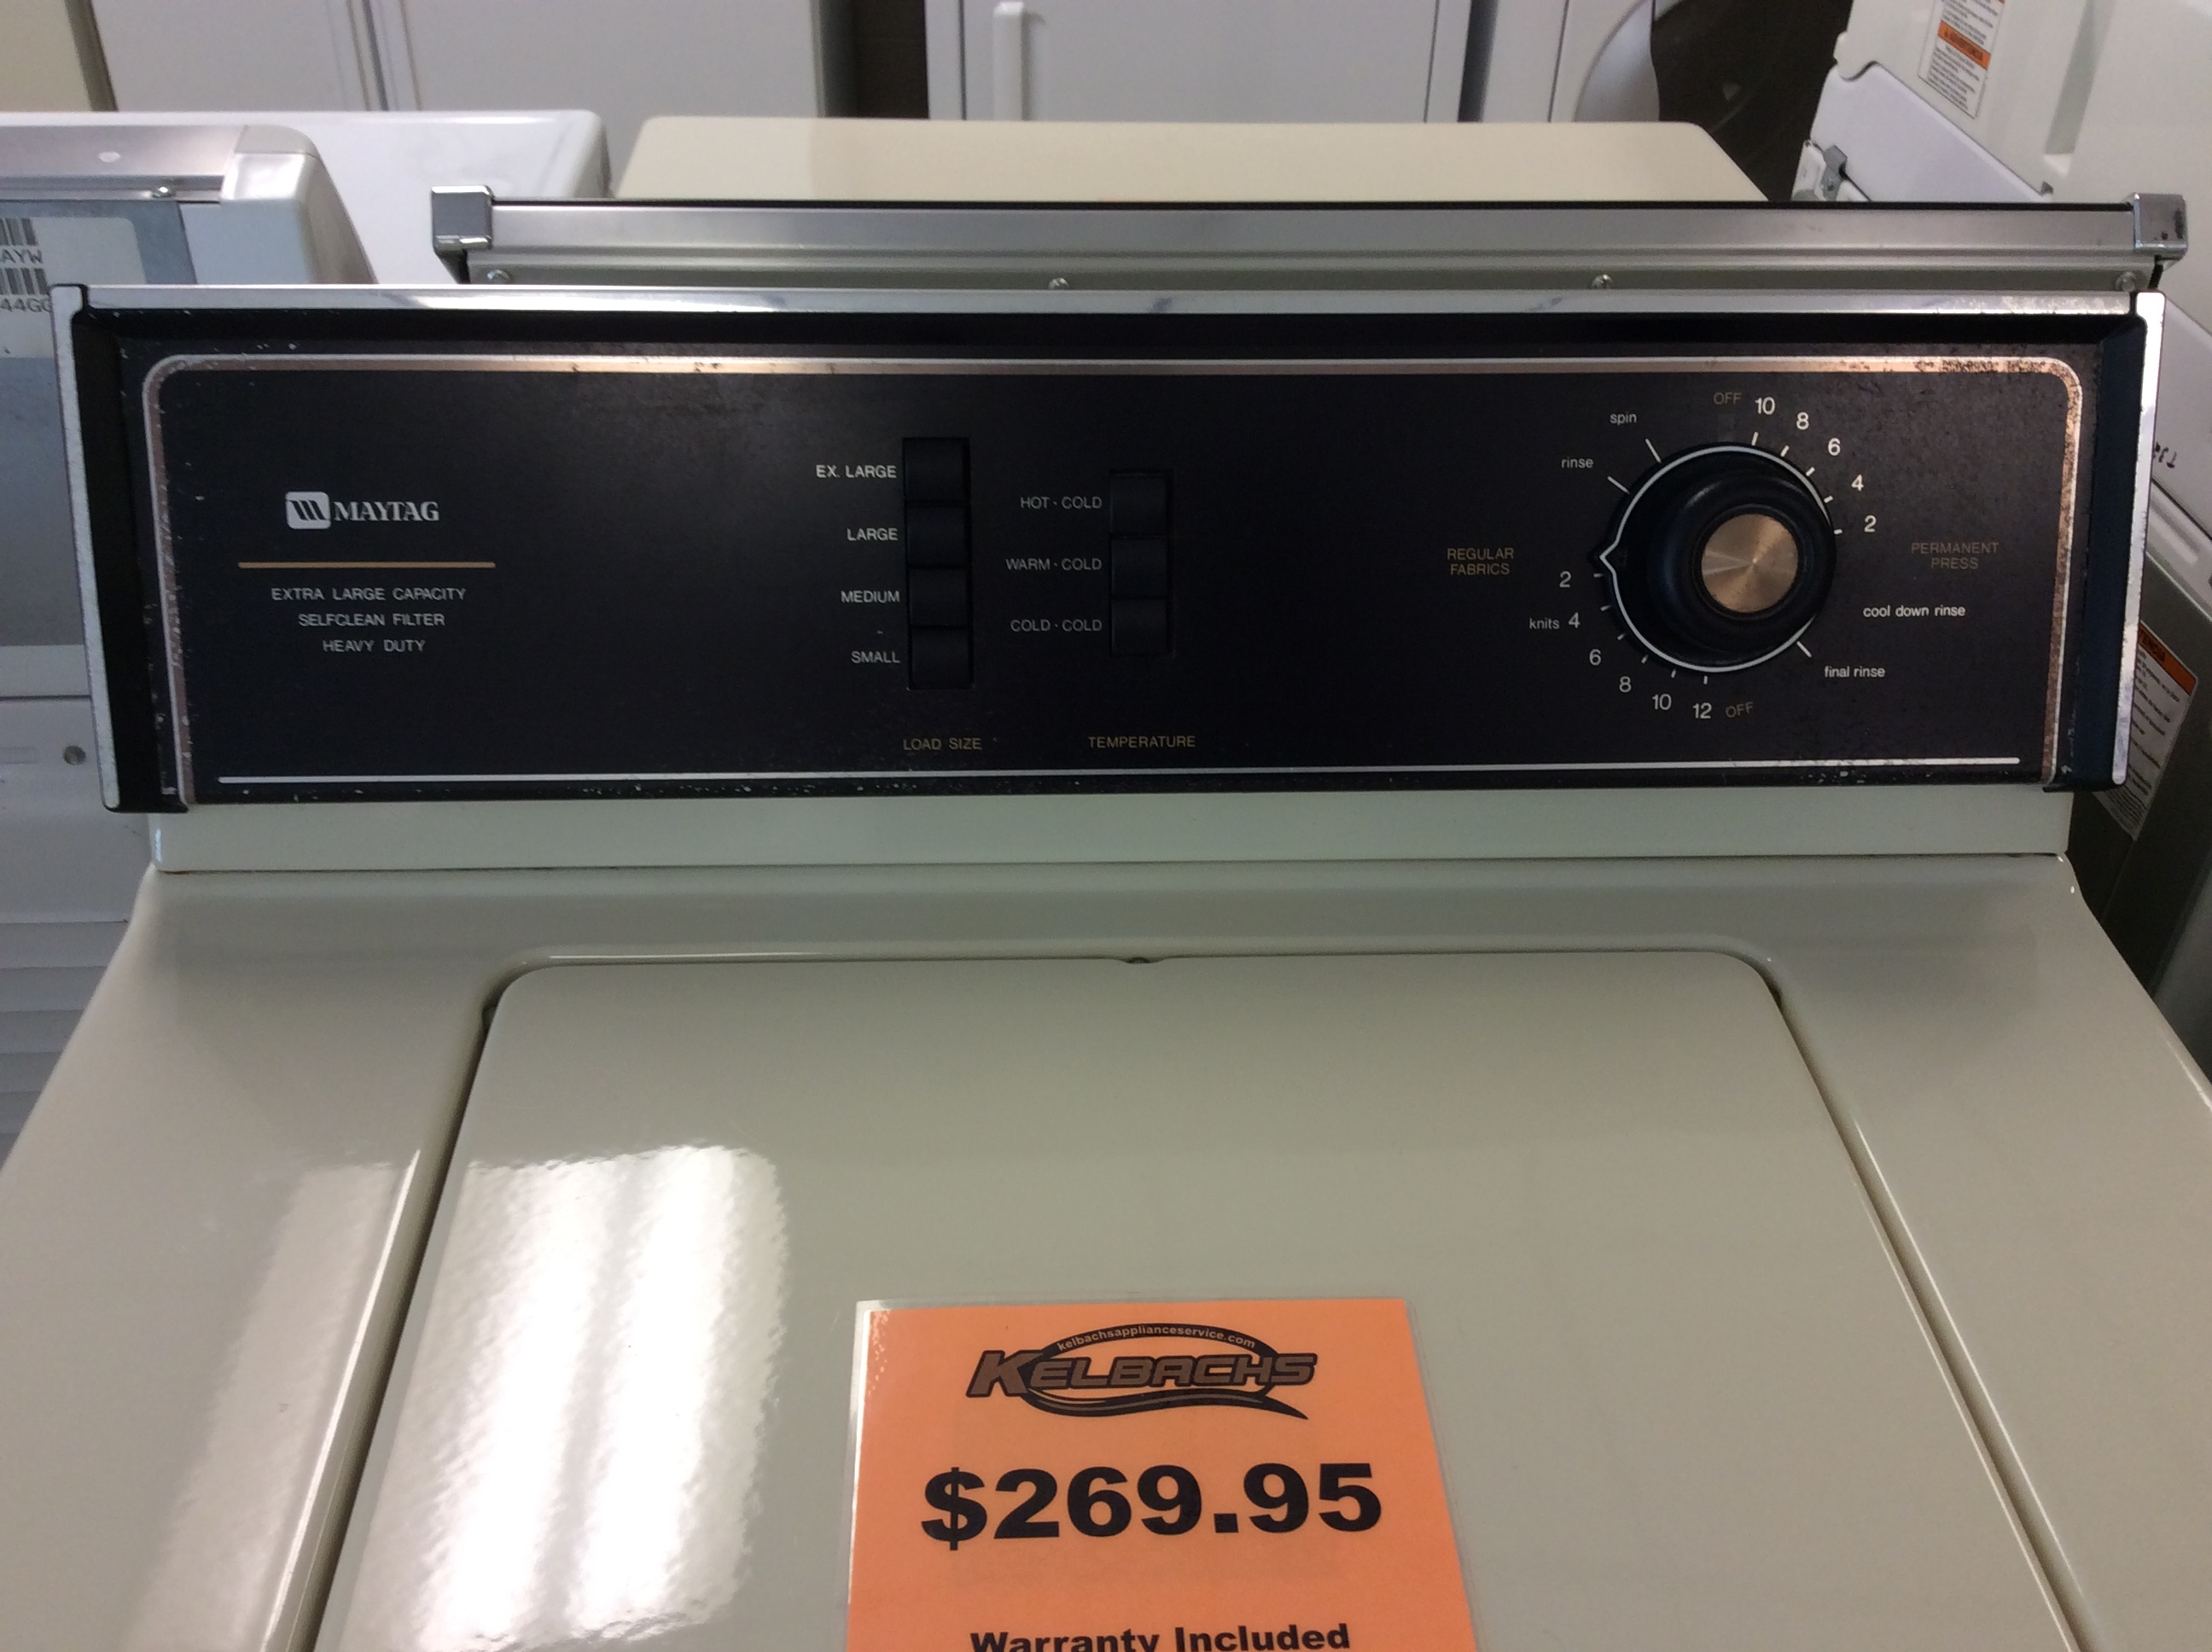 MAYTAG
EXTRA LARGE CAPACITY
SELFCLEAN FILTER
HEAVY DUTY
EX. LARGE
LARGE
MEDIUM
SMALL
LOAD SIZE
HOT · COLD
WARM · COLD
COLD · COLD
TEMPERATURE
REGULAR
FABRICS
rinse
spin
OFF
10
8
6
4
2
PERMANENT
PRESS
cool down rinse
final rinse
OFF
12
10
8
6
knits 4
2
kelbachsapplianceservice.com
KELBACHS
$269.95
Warranty Included